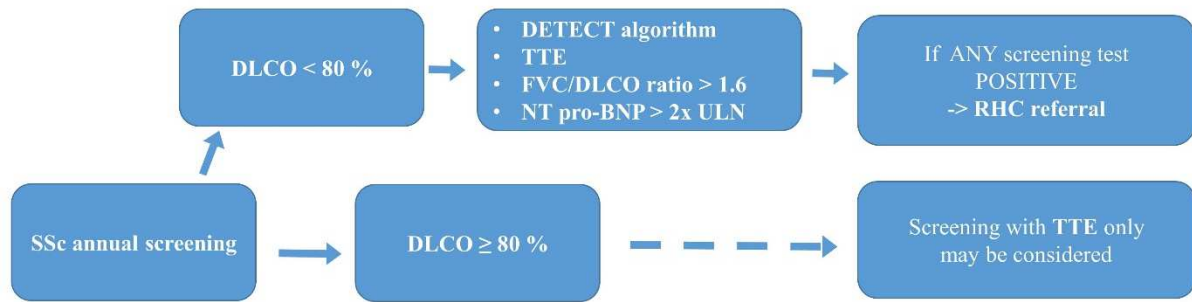 DLCO < 80 %
• DETECT algorithm
• TTE
• FVC/DLCO ratio > 1.6
• NT pro-BNP > 2x ULN
If ANY screening test
POSITIVE
-> RHC referral
SSc annual screening
DLCO ≥ 80 %
Screening with TTE only
may be considered